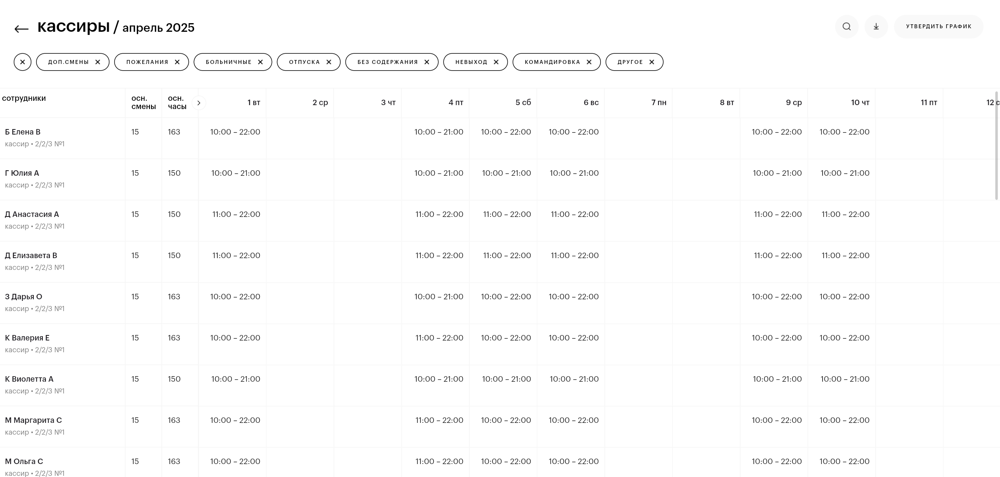 кассиры / апрель 2025
УТВЕРДИТЬ ГРАФИК
ДОП.СМЕНЫ ПОЖЕЛАНИЯ БОЛЬНИЧНЫЕ ОТПУСКА БЕЗ СОДЕРЖАНИЯ НЕВЫХОД КОМАНДИРОВКА ДРУГОЕ
сотрудники осн. смены осн. часы 1 вт 2 ср 3 чт 4 пт 5 сб 6 вс 7 пн 8 вт 9 ср 10 чт 11 пт 12 с
Б Елена В 15 163 10:00 – 22:00 10:00 – 21:00 10:00 – 22:00 10:00 – 22:00 10:00 – 22:00 10:00 – 22:00
кассир • 2/2/3 №1
Г Юлия А 15 150 10:00 – 21:00 10:00 – 21:00 10:00 – 21:00 10:00 – 21:00 10:00 – 21:00 10:00 – 21:00
кассир • 2/2/3 №1
Д Анастасия А 15 150 11:00 – 22:00 11:00 – 22:00 11:00 – 22:00 11:00 – 22:00 11:00 – 22:00 11:00 – 22:00
кассир • 2/2/3 №1
Д Елизавета В 15 150 11:00 – 22:00 11:00 – 22:00 11:00 – 22:00 11:00 – 22:00 11:00 – 22:00 11:00 – 22:00
кассир • 2/2/3 №1
З Дарья О 15 163 10:00 – 22:00 10:00 – 21:00 10:00 – 22:00 10:00 – 22:00 10:00 – 22:00 10:00 – 22:00
кассир • 2/2/3 №1
К Валерия Е 15 163 10:00 – 22:00 11:00 – 22:00 10:00 – 22:00 10:00 – 22:00 10:00 – 22:00 10:00 – 22:00
кассир • 2/2/3 №1
К Виолетта А 15 150 10:00 – 21:00 10:00 – 21:00 10:00 – 21:00 10:00 – 21:00 10:00 – 21:00 10:00 – 21:00
кассир • 2/2/3 №1
М Маргарита С 15 163 10:00 – 22:00 11:00 – 22:00 10:00 – 22:00 10:00 – 22:00 10:00 – 22:00 10:00 – 22:00
кассир • 2/2/3 №1
М Ольга С 15 163 10:00 – 22:00 11:00 – 22:00 10:00 – 22:00 10:00 – 22:00 10:00 – 22:00 10:00 – 22:00
кассир • 2/2/3 №1